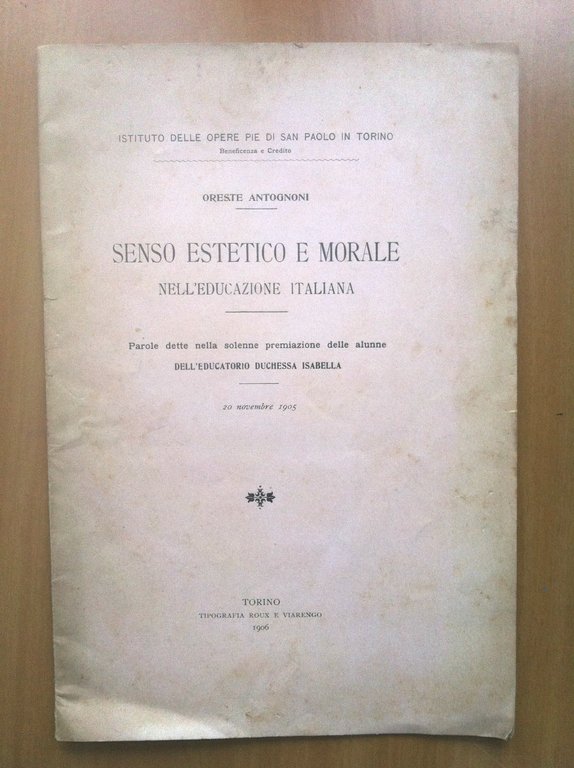 ISTITUTO DELLE OPERE PIE DI SAN PAOLO IN TORINO
Beneficenza e Credito
ORESTE ANTOGNONI
SENSO ESTETICO E MORALE
NELL'EDUCAZIONE ITALIANA
Parole dette nella solenne premiazione delle alunne
DELL'EDUCATORIO DUCHESSA ISABELLA
20 novembre 1905
TORINO
TIPOGRAFIA ROUX E VIARENGO
1906